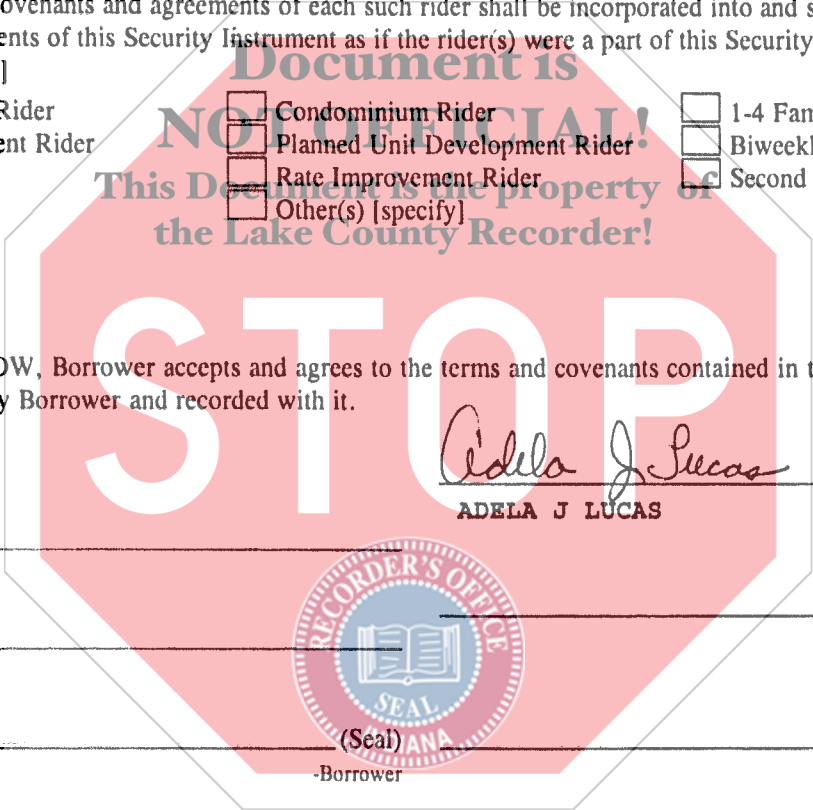 ovenants and agreements of each such rider shall be incorporated into and s
ents of this Security Instrument as if the rider(s) were a part of this Security
Document is
]
Rider Condominium Rider 1-4 Fam
NOT OFFICIAL!
ent Rider Planned Unit Development Rider Biweekl
This Document is the property of
Rate Improvement Rider Second
Other(s) [specify]
the Lake County Recorder!
STOP
OW, Borrower accepts and agrees to the terms and covenants contained in t
y Borrower and recorded with it.
Adela J Lucas
ADELA J LUCAS
RECORDER'S OFFICE
SEAL
INDIANA
(Seal)
-Borrower